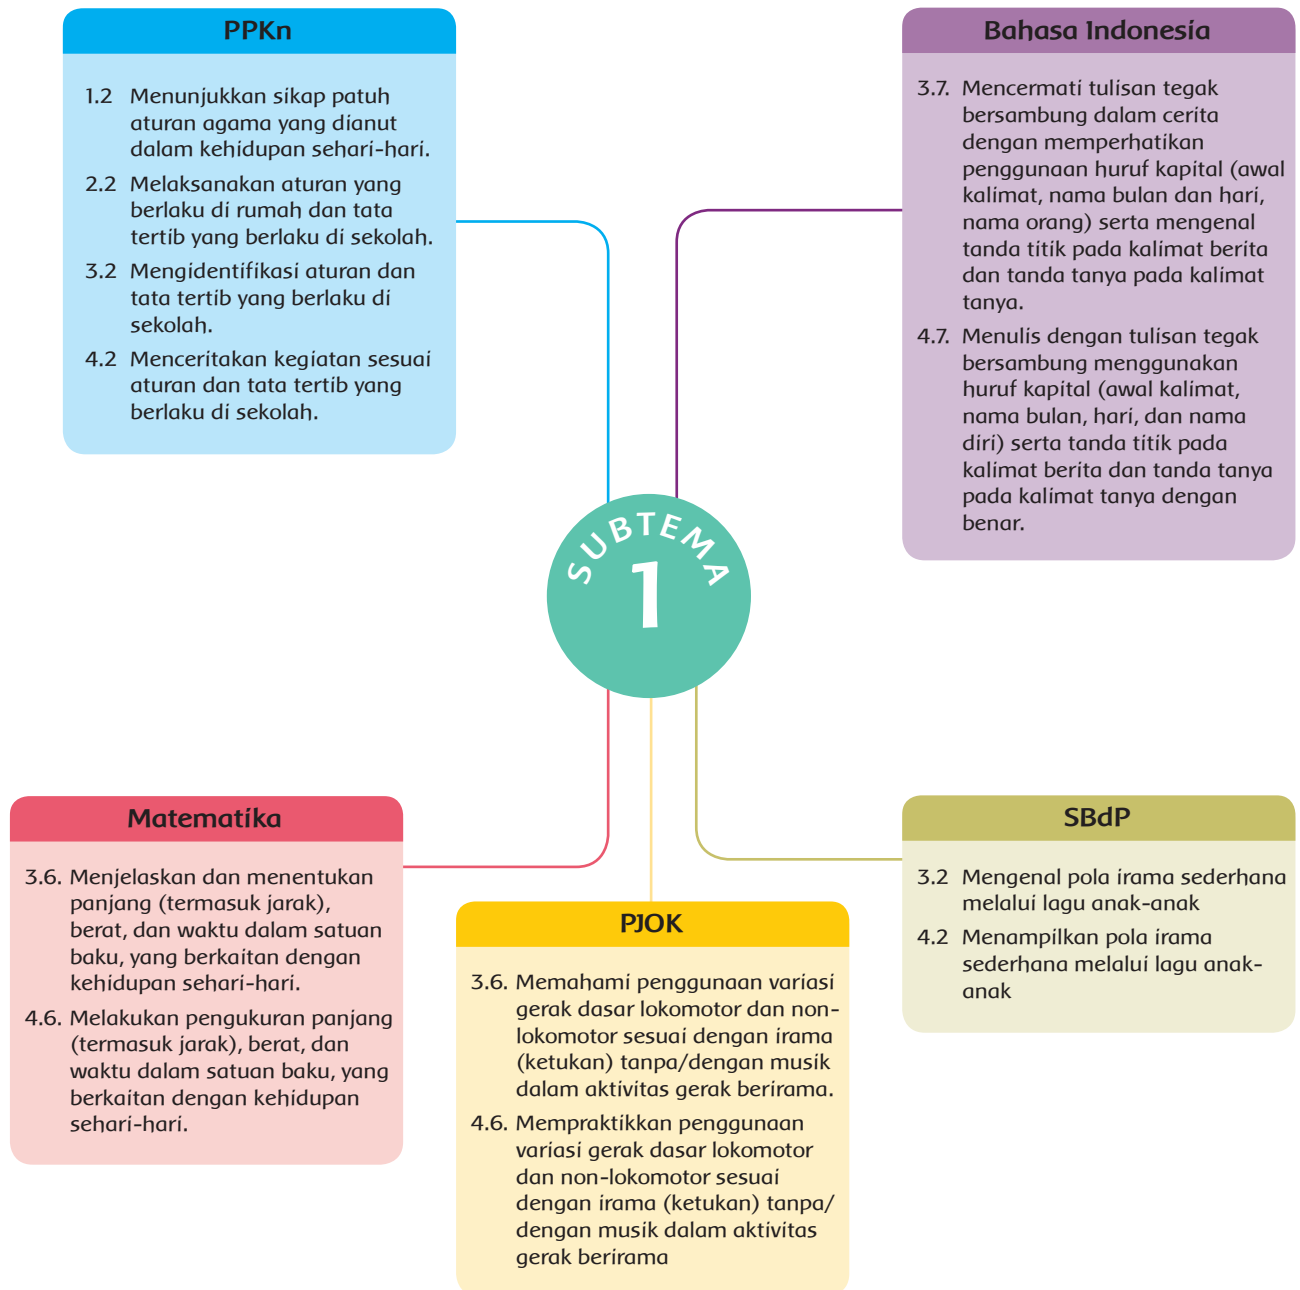 PPKn
1.2 Menunjukkan sikap patuh
aturan agama yang dianut
dalam kehidupan sehari-hari.
2.2 Melaksanakan aturan yang
berlaku di rumah dan tata
tertib yang berlaku di sekolah.
3.2 Mengidentifikasi aturan dan
tata tertib yang berlaku di
sekolah.
4.2 Menceritakan kegiatan sesuai
aturan dan tata tertib yang
berlaku di sekolah.
Bahasa Indonesia
3.7. Mencermati tulisan tegak
bersambung dalam cerita
dengan memperhatikan
penggunaan huruf kapital (awal
kalimat, nama bulan dan hari,
nama orang) serta mengenal
tanda titik pada kalimat berita
dan tanda tanya pada kalimat
tanya.
4.7. Menulis dengan tulisan tegak
bersambung menggunakan
huruf kapital (awal kalimat,
nama bulan, hari, dan nama
diri) serta tanda titik pada
kalimat berita dan tanda tanya
pada kalimat tanya dengan
benar.
SUBTEMA
1
Matematika
3.6. Menjelaskan dan menentukan
panjang (termasuk jarak),
berat, dan waktu dalam satuan
baku, yang berkaitan dengan
kehidupan sehari-hari.
4.6. Melakukan pengukuran panjang
(termasuk jarak), berat, dan
waktu dalam satuan baku, yang
berkaitan dengan kehidupan
sehari-hari.
PJOK
3.6. Memahami penggunaan variasi
gerak dasar lokomotor dan non-
lokomotor sesuai dengan irama
(ketukan) tanpa/dengan musik
dalam aktivitas gerak berirama.
4.6. Mempraktikkan penggunaan
variasi gerak dasar lokomotor
dan non-lokomotor sesuai
dengan irama (ketukan) tanpa/
dengan musik dalam aktivitas
gerak berirama
SBdP
3.2 Mengenal pola irama sederhana
melalui lagu anak-anak
4.2 Menampilkan pola irama
sederhana melalui lagu anak-
anak